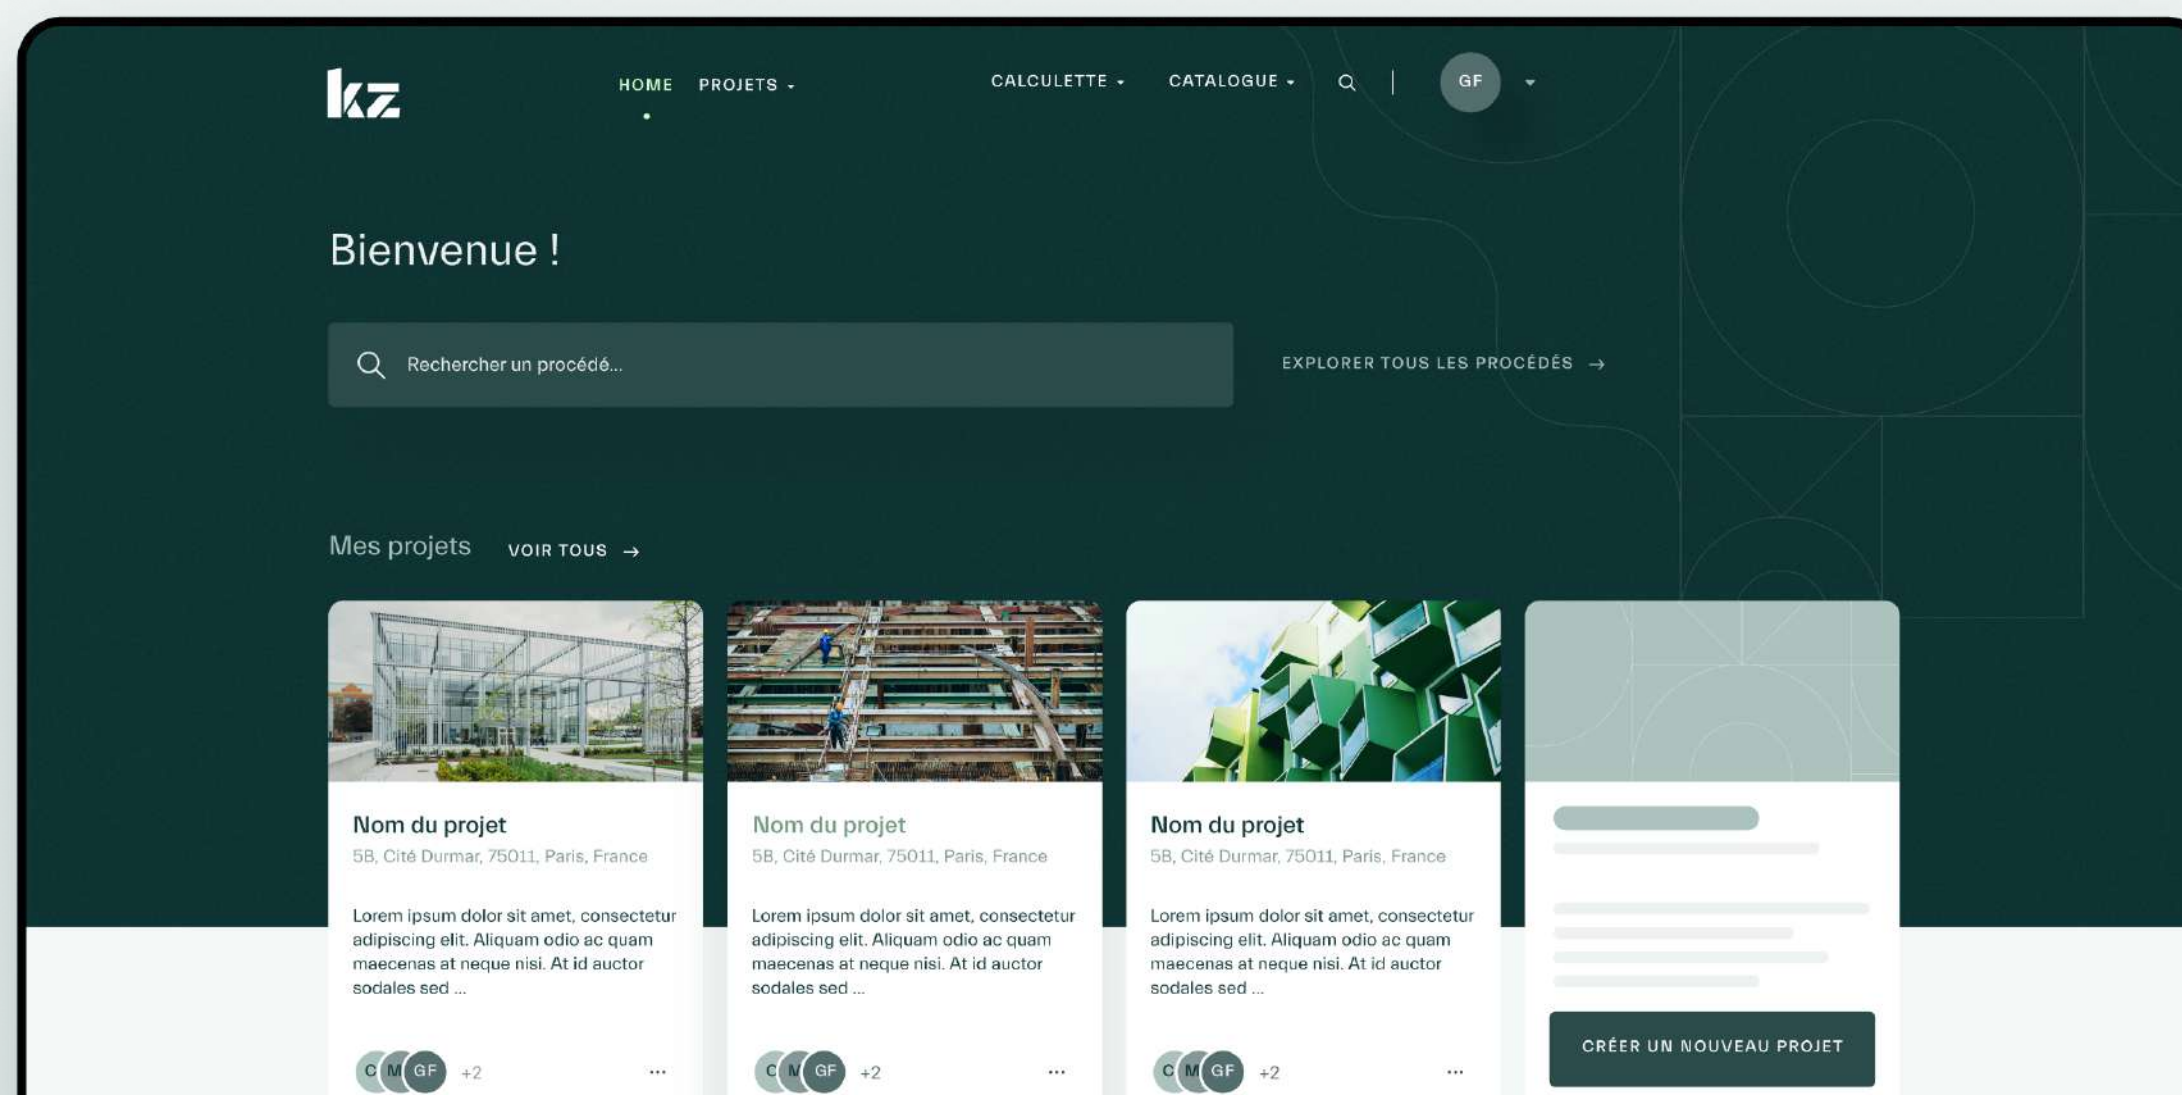 kz
HOME PROJETS CALCULETTE CATALOGUE GF
Bienvenue !
Rechercher un procédé...
EXPLORER TOUS LES PROCÉDÉS →
Mes projets VOIR TOUS →
Nom du projet
5B, Cité Durmar, 75011, Paris, France
Lorem ipsum dolor sit amet, consectetur
adipiscing elit. Aliquam odio ac quam
maecenas at neque nisi. At id auctor
sodales sed ...
C M GF +2 ...
Nom du projet
5B, Cité Durmar, 75011, Paris, France
Lorem ipsum dolor sit amet, consectetur
adipiscing elit. Aliquam odio ac quam
maecenas at neque nisi. At id auctor
sodales sed ...
C M GF +2 ...
Nom du projet
5B, Cité Durmar, 75011, Paris, France
Lorem ipsum dolor sit amet, consectetur
adipiscing elit. Aliquam odio ac quam
maecenas at neque nisi. At id auctor
sodales sed ...
C M GF +2 ...
CRÉER UN NOUVEAU PROJET